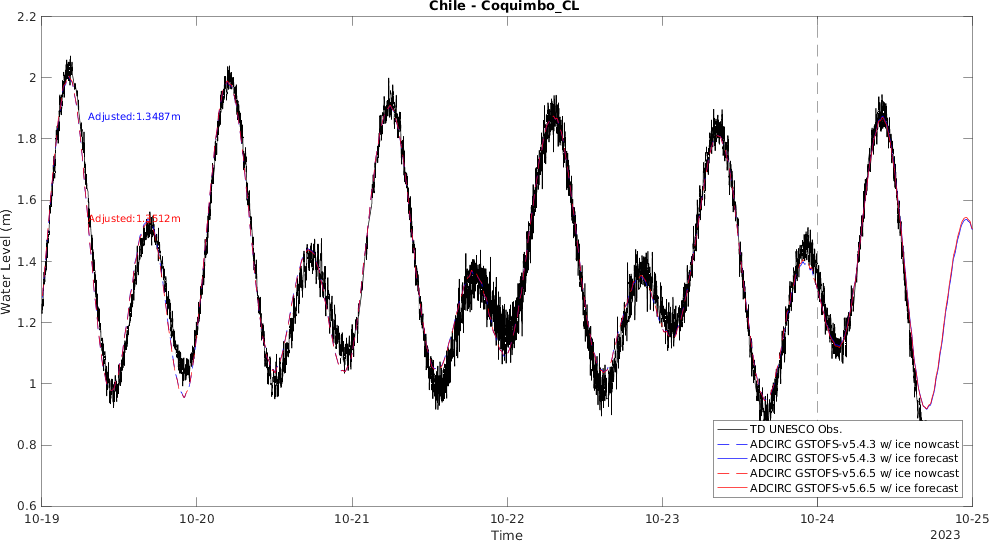 Chile - Coquimbo_CL
2.2
2
1.8
1.6
1.4
1.2
1
0.8
0.6
Water Level (m)
Adjusted:1.3487m
TD UNESCO Obs.
ADCIRC GSTOFS-v5.4.3 w/ ice nowcast
ADCIRC GSTOFS-v5.4.3 w/ ice forecast
ADCIRC GSTOFS-v5.6.5 w/ ice nowcast
ADCIRC GSTOFS-v5.6.5 w/ ice forecast
10-19
10-20
10-21
10-22
10-23
10-24
10-25
Time
2023